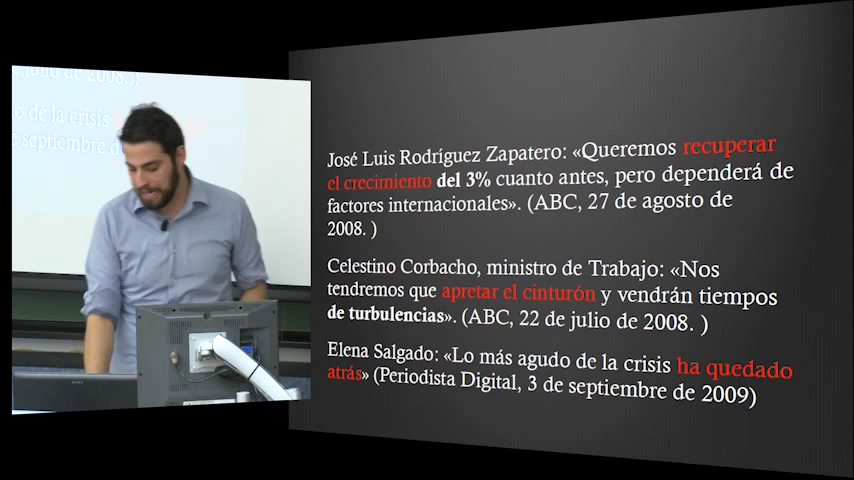 julio de 2008. )
o de la crisis
e septiembre d
José Luis Rodríguez Zapatero: «Queremos recuperar
el crecimiento del 3% cuanto antes, pero dependerá de
factores internacionales». (ABC, 27 de agosto de
2008. )
Celestino Corbacho, ministro de Trabajo: «Nos
tendremos que apretar el cinturón y vendrán tiempos
de turbulencias». (ABC, 22 de julio de 2008. )
Elena Salgado: «Lo más agudo de la crisis ha quedado
atrás» (Periodista Digital, 3 de septiembre de 2009)